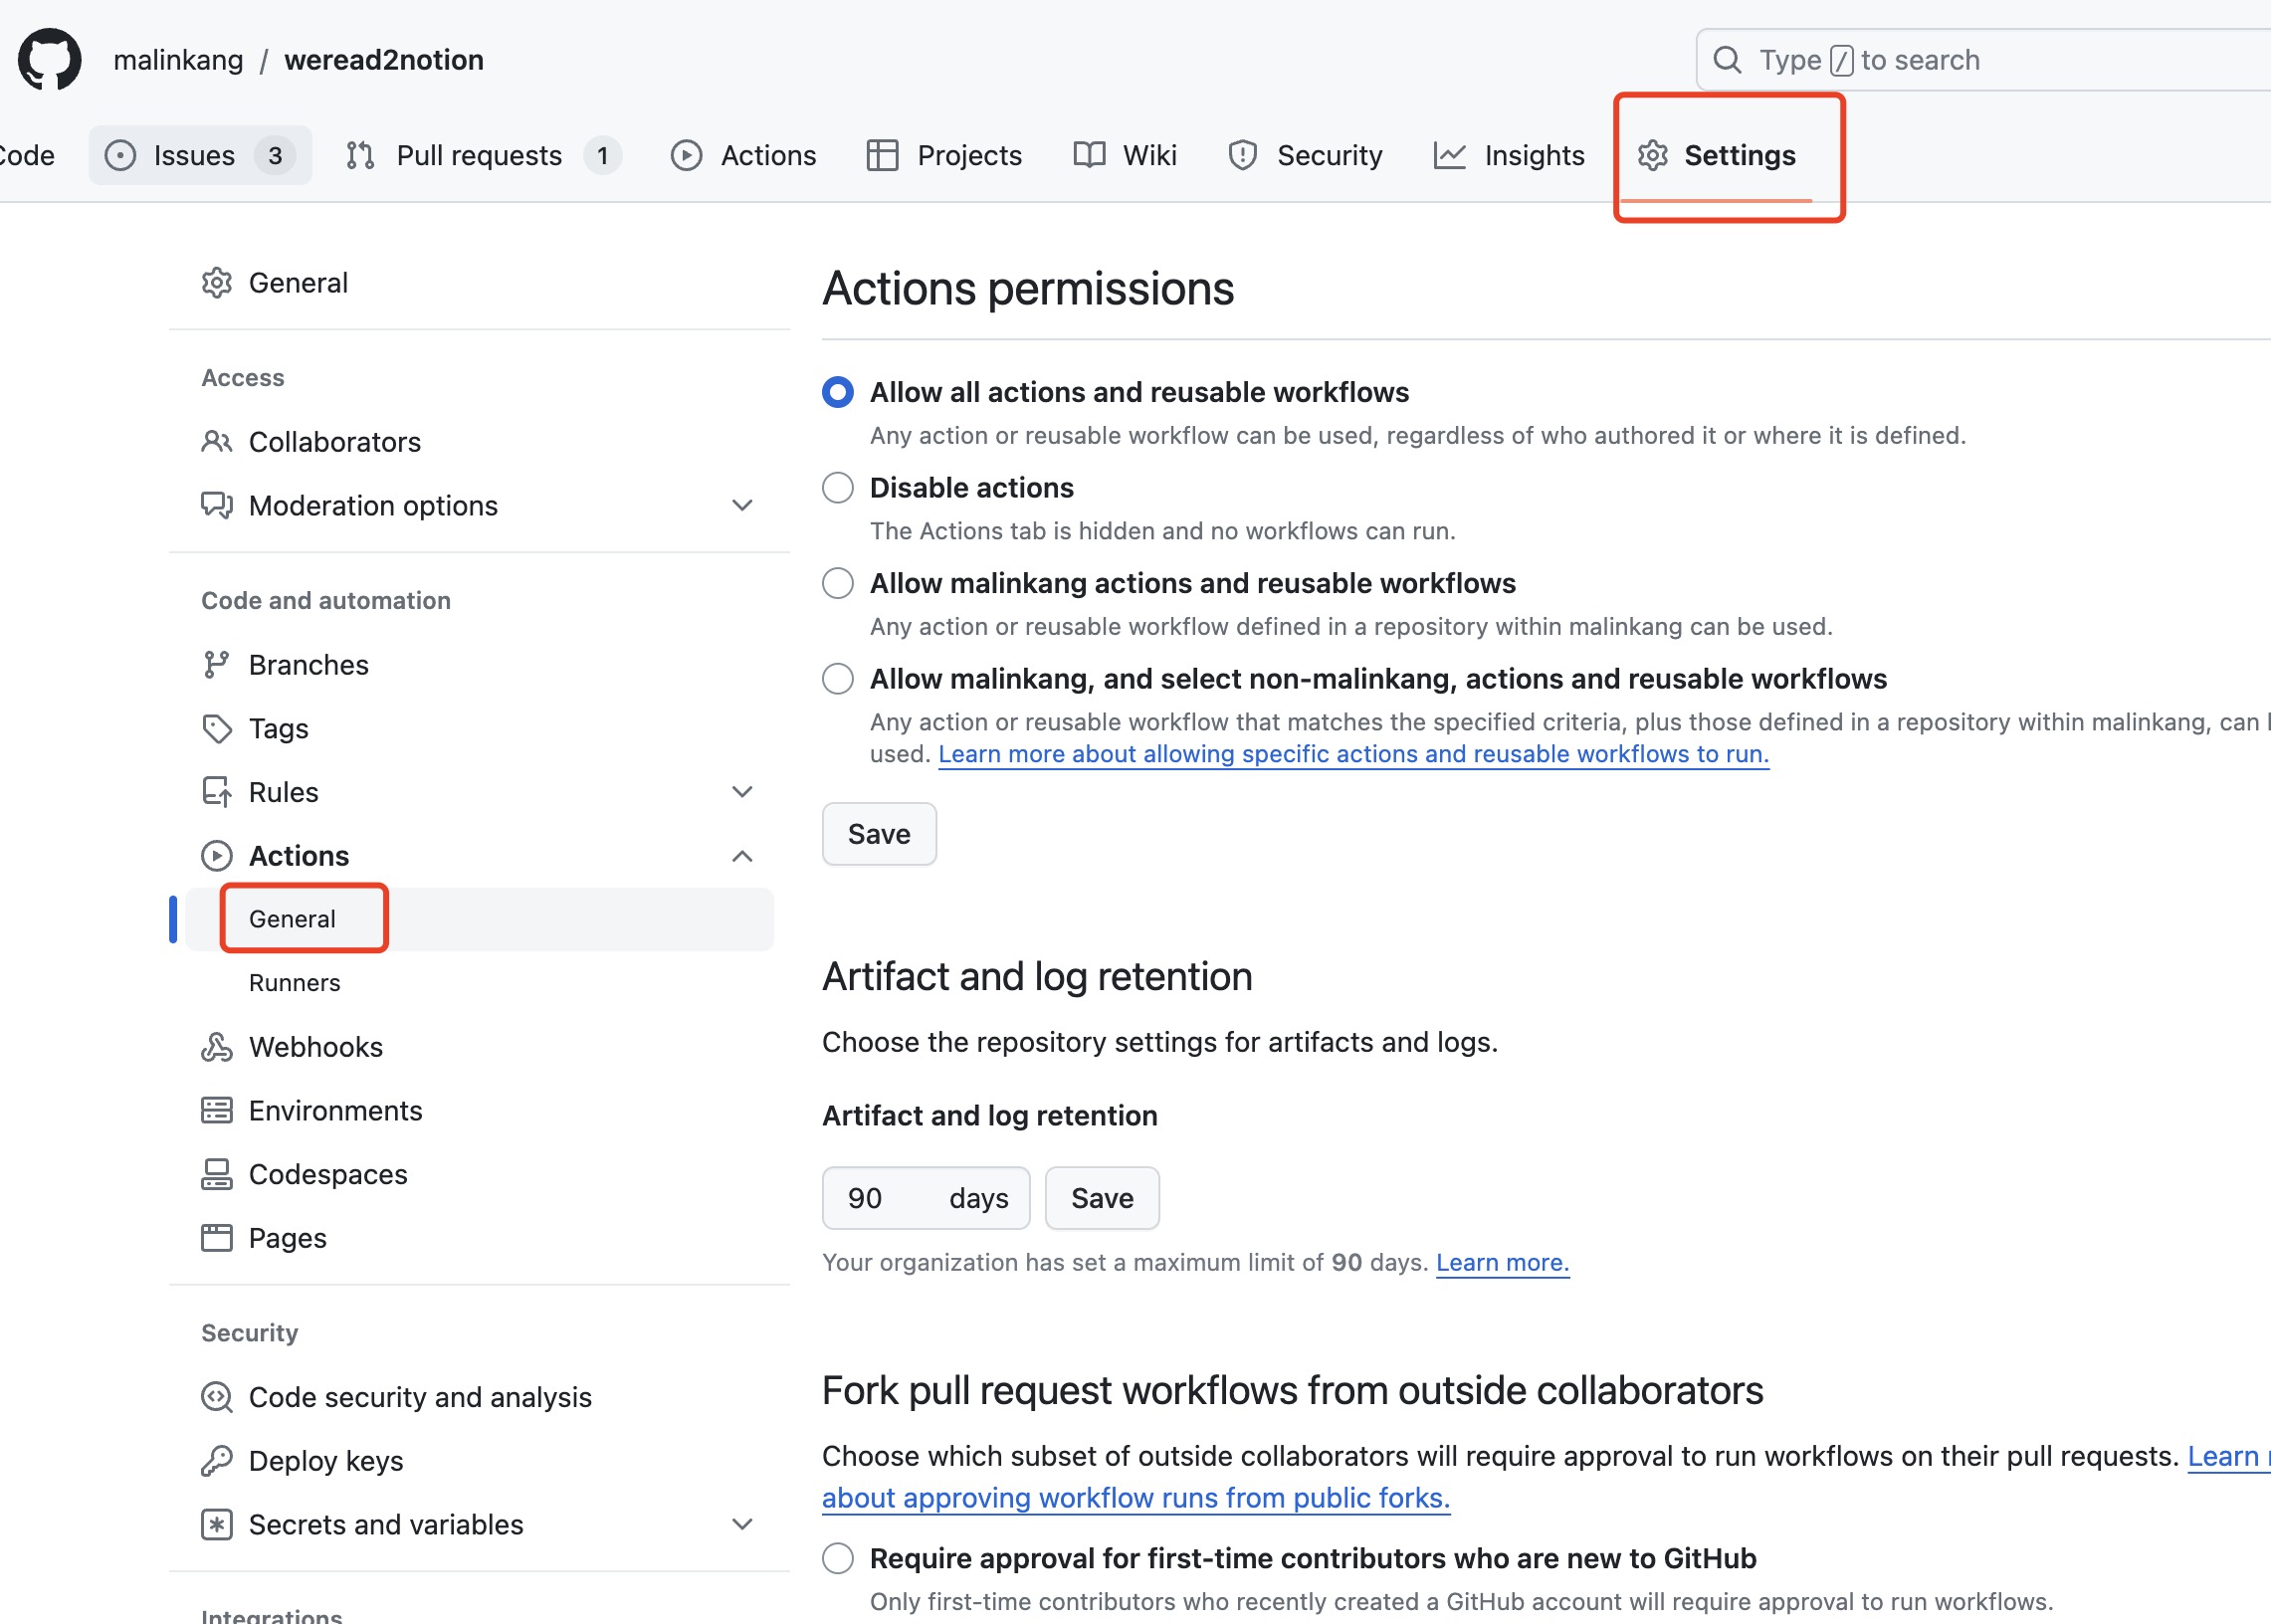 malinkang / weread2notion
Type / to search
Code
Issues 3
Pull requests 1
Actions
Projects
Wiki
Security
Insights
Settings
General
Access
Collaborators
Moderation options
Code and automation
Branches
Tags
Rules
Actions
General
Runners
Webhooks
Environments
Codespaces
Pages
Security
Code security and analysis
Deploy keys
Secrets and variables
Integrations
Actions permissions
Allow all actions and reusable workflows
Any action or reusable workflow can be used, regardless of who authored it or where it is defined.
Disable actions
The Actions tab is hidden and no workflows can run.
Allow malinkang actions and reusable workflows
Any action or reusable workflow defined in a repository within malinkang can be used.
Allow malinkang, and select non-malinkang, actions and reusable workflows
Any action or reusable workflow that matches the specified criteria, plus those defined in a repository within malinkang, can
used. Learn more about allowing specific actions and reusable workflows to run.
Save
Artifact and log retention
Choose the repository settings for artifacts and logs.
Artifact and log retention
90 days Save
Your organization has set a maximum limit of 90 days. Learn more.
Fork pull request workflows from outside collaborators
Choose which subset of outside collaborators will require approval to run workflows on their pull requests. Learn
about approving workflow runs from public forks.
Require approval for first-time contributors who are new to GitHub
Only first-time contributors who recently created a GitHub account will require approval to run workflows.